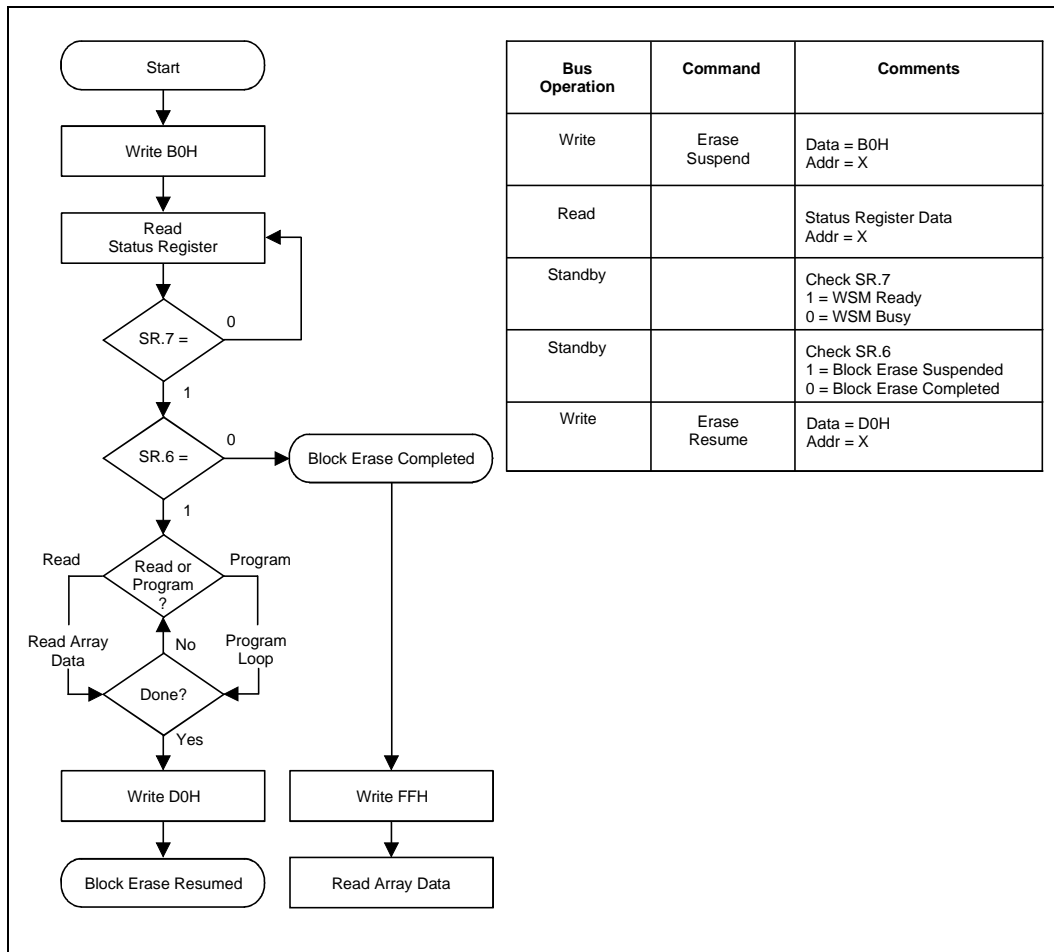 Start
Write B0H
Read
Status Register
SR.7 =
0
1
SR.6 =
0
Block Erase Completed
1
Read
Read or
Program
?
Program
Read Array
Data
No
Program
Loop
Done?
Yes
Write D0H
Write FFH
Block Erase Resumed
Read Array Data
Bus
Operation
Command
Comments
Write
Erase
Suspend
Data = B0H
Addr = X
Read
Status Register Data
Addr = X
Standby
Check SR.7
1 = WSM Ready
0 = WSM Busy
Standby
Check SR.6
1 = Block Erase Suspended
0 = Block Erase Completed
Write
Erase
Resume
Data = D0H
Addr = X